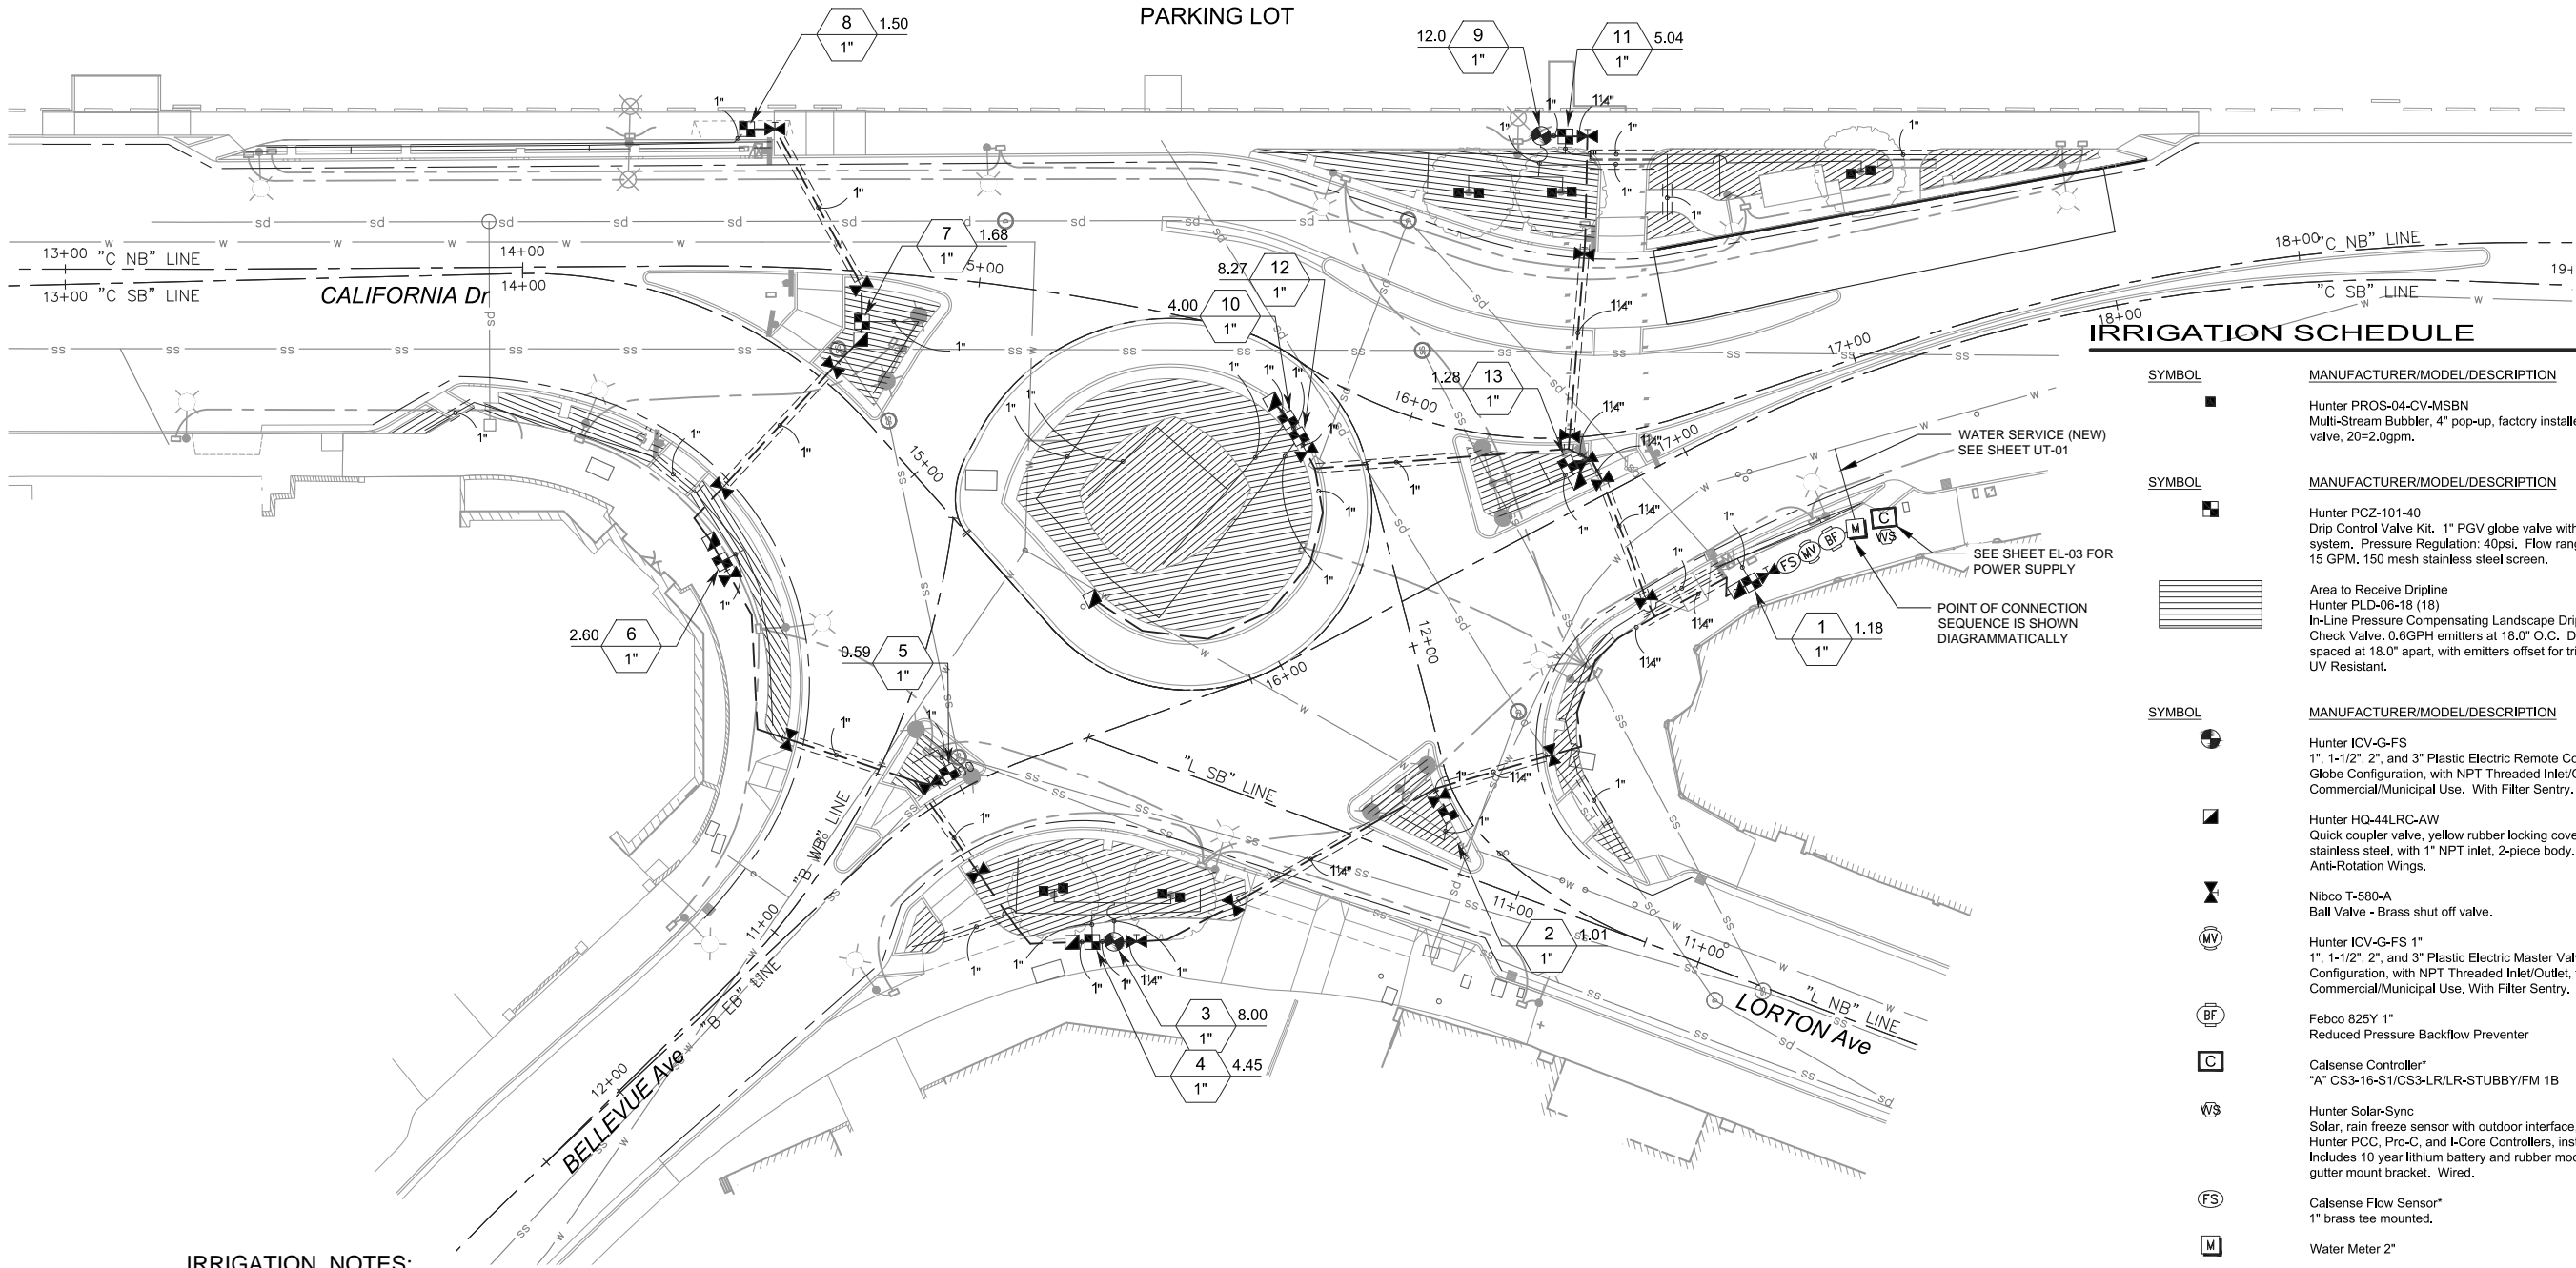 PARKING LOT
8 1.50
1"
12.0 9
1"
11 5.04
1"
7 1.68
1"
8.27 12
1"
4.00 10
1"
1.28 13
1"
2.60 6
1"
0.59 5
1"
1 1.18
1"
2 1.01
1"
3 8.00
1"
4 4.45
1"
13+00 "C NB" LINE
14+00
13+00 "C SB" LINE
14+00
CALIFORNIA Dr
5+00
15+00
16+00
16+00
17+00
17+00
18+00 "C NB" LINE
"C SB" LINE
18+00
12+00
"L SB" LINE
11+00
11+00
"L NB" LINE
LORTON Ave
"B WB" LINE
11+00
"B EB" LINE
12+00
BELLEVUE Ave
WATER SERVICE (NEW)
SEE SHEET UT-01
SEE SHEET EL-03 FOR
POWER SUPPLY
POINT OF CONNECTION
SEQUENCE IS SHOWN
DIAGRAMMATICALLY
FS MV BF M C WS
IRRIGATION SCHEDULE
SYMBOL MANUFACTURER/MODEL/DESCRIPTION
Hunter PROS-04-CV-MSBN
Multi-Stream Bubbler, 4" pop-up, factory installe
valve, 20=2.0gpm.
SYMBOL MANUFACTURER/MODEL/DESCRIPTION
Hunter PCZ-101-40
Drip Control Valve Kit. 1" PGV globe valve with
system. Pressure Regulation: 40psi. Flow rang
15 GPM. 150 mesh stainless steel screen.
Area to Receive Dripline
Hunter PLD-06-18 (18)
In-Line Pressure Compensating Landscape Drip
Check Valve. 0.6GPH emitters at 18.0" O.C. D
spaced at 18.0" apart, with emitters offset for tri
UV Resistant.
SYMBOL MANUFACTURER/MODEL/DESCRIPTION
Hunter ICV-G-FS
1", 1-1/2", 2", and 3" Plastic Electric Remote Co
Globe Configuration, with NPT Threaded Inlet/O
Commercial/Municipal Use. With Filter Sentry.
Hunter HQ-44LRC-AW
Quick coupler valve, yellow rubber locking cove
stainless steel, with 1" NPT inlet, 2-piece body.
Anti-Rotation Wings.
Nibco T-580-A
Ball Valve - Brass shut off valve.
MV Hunter ICV-G-FS 1"
1", 1-1/2", 2", and 3" Plastic Electric Master Val
Configuration, with NPT Threaded Inlet/Outlet,
Commercial/Municipal Use. With Filter Sentry.
BF Febco 825Y 1"
Reduced Pressure Backflow Preventer
C Calsense Controller*
"A" CS3-16-S1/CS3-LR/LR-STUBBY/FM 1B
WS Hunter Solar-Sync
Solar, rain freeze sensor with outdoor interface
Hunter PCC, Pro-C, and I-Core Controllers, inst
Includes 10 year lithium battery and rubber mod
gutter mount bracket. Wired.
FS Calsense Flow Sensor*
1" brass tee mounted.
M Water Meter 2"
IRRIGATION NOTES: